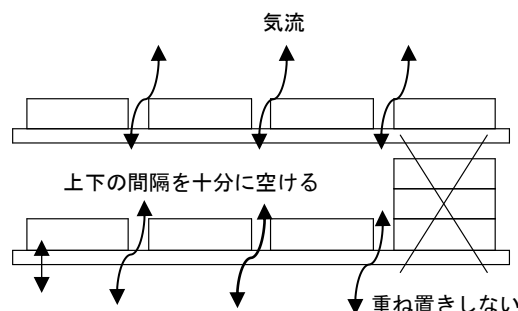 気流
上下の間隔を十分に空ける
重ね置きしない